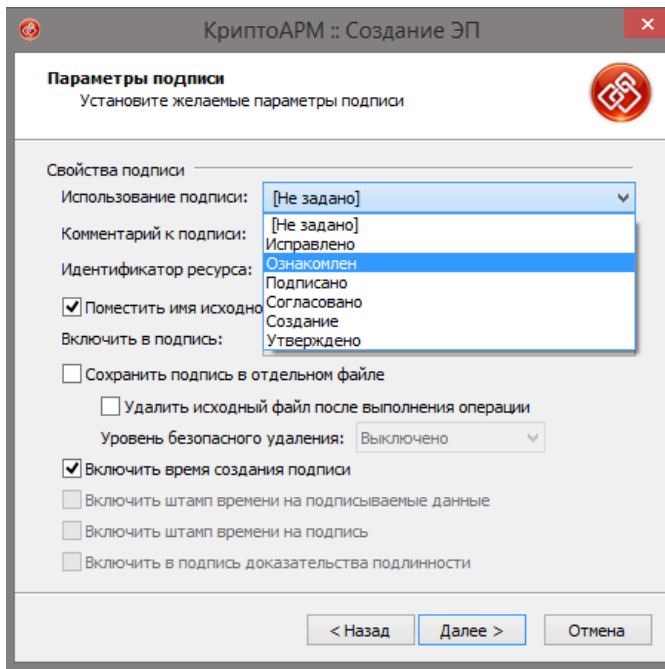 КриптоАРМ :: Создание ЭП
Параметры подписи
Установите желаемые параметры подписи
Свойства подписи
Использование подписи: [Не задано]
[Не задано]
Комментарий к подписи:
Исправлено
Идентификатор ресурса: Ознакомлен
Подписано
Поместить имя исходно
Согласовано
Создание
Включить в подпись:
Утверждено
Сохранить подпись в отдельном файле
Удалить исходный файл после выполнения операции
Уровень безопасного удаления: Выключено
Включить время создания подписи
Включить штамп времени на подписываемые данные
Включить штамп времени на подпись
Включить в подпись доказательства подлинности
< Назад Далее > Отмена